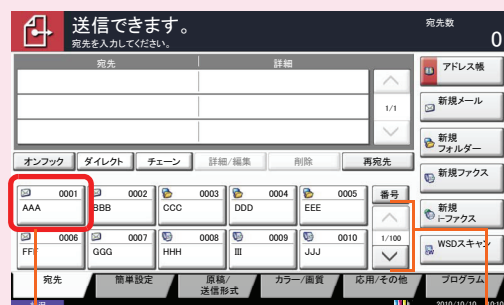 送信できます。
宛先を入力してください。
宛先数
0
宛先 詳細
1/1
アドレス帳
新規メール
新規
フォルダー
新規ファクス
新規
i-ファクス
WSDスキャン
オンフック ダイレクト チェーン 詳細/編集 削除 再宛先
0001 AAA
0002 BBB
0003 CCC
0004 DDD
0005 EEE
番号
0006 FFF
0007 GGG
0008 HHH
0009 III
0010 JJJ
1/100
宛先 簡単設定 原稿/
送信形式 カラー/画質 応用/その他 プログラム
2010/10/10 10:10